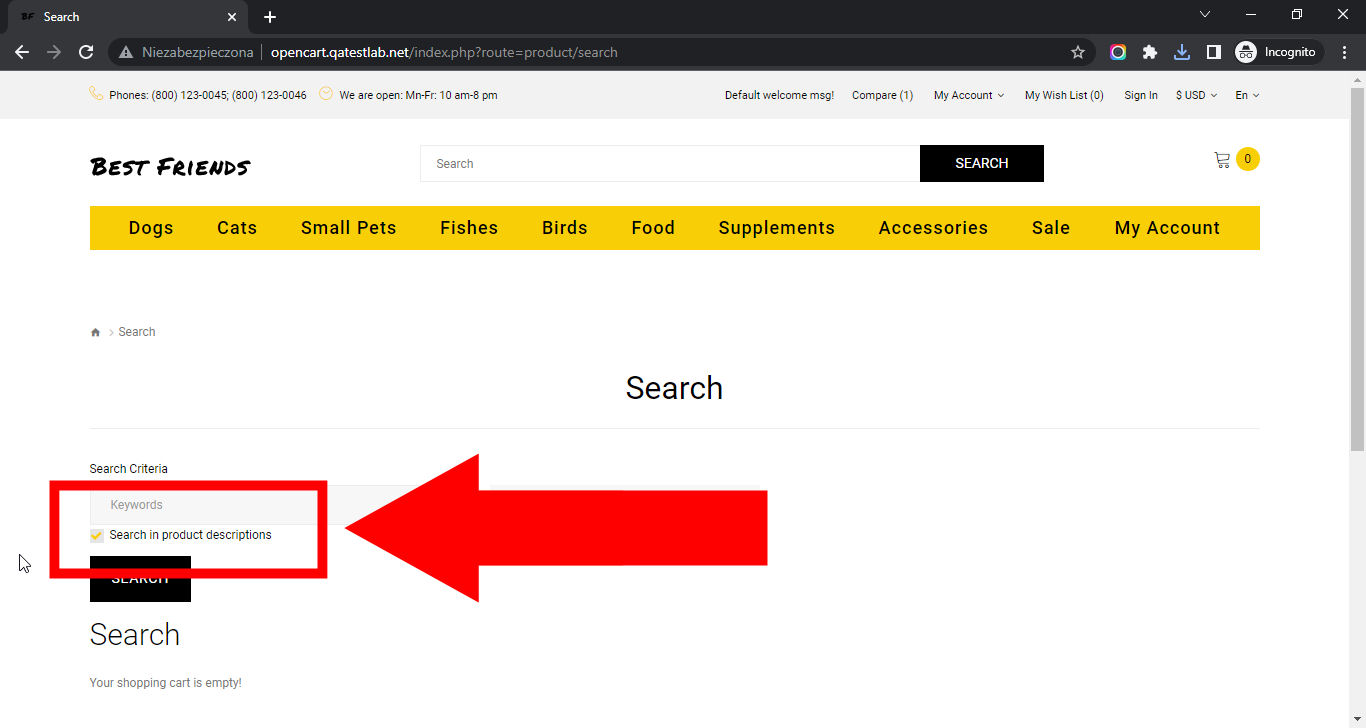 Search
Niezabezpieczona opencart.qatestlab.net/index.php?route=product/search Incognito
Phones: (800) 123-0045; (800) 123-0046 We are open: Mn-Fr: 10 am-8 pm Default welcome msg! Compare (1) My Account My Wish List (0) Sign In $ USD En
BEST FRIENDS Search SEARCH 0
Dogs Cats Small Pets Fishes Birds Food Supplements Accessories Sale My Account
Search
Search
Search Criteria
Keywords
Search in product descriptions
SEARCH
Search
Your shopping cart is empty!